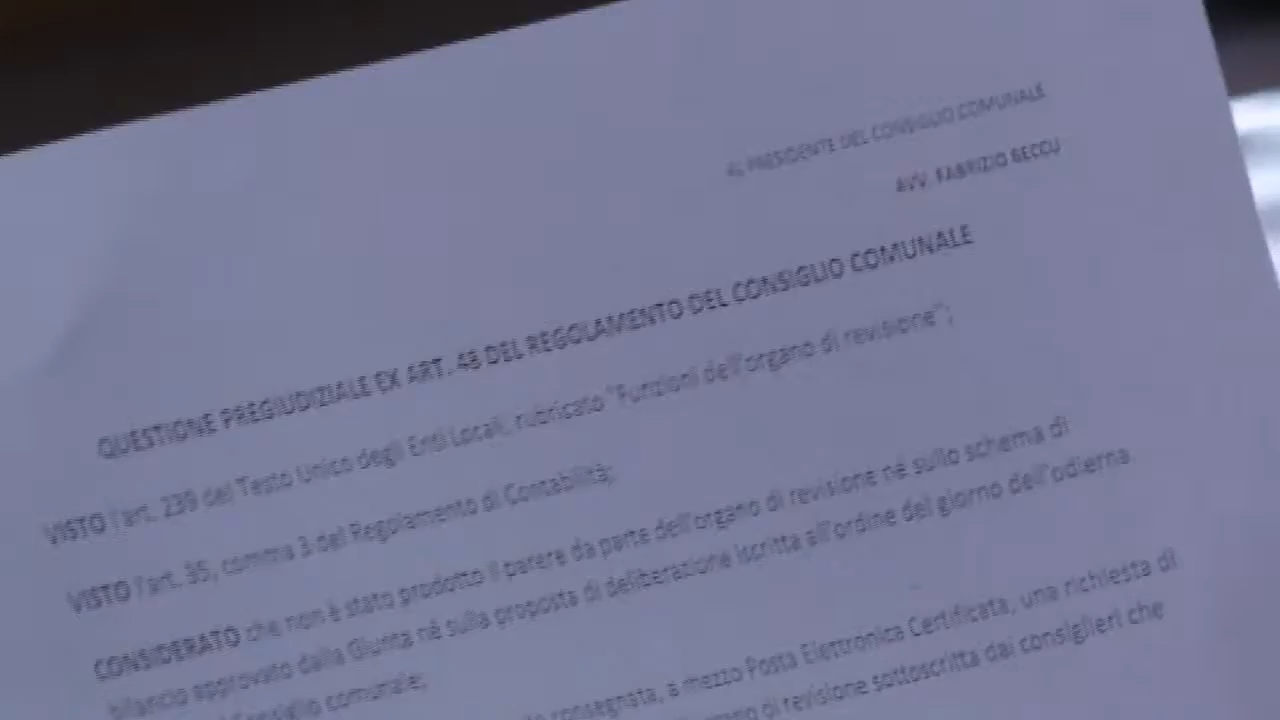 AL PRESIDENTE DEL CONSIGLIO COMUNALE
AVV. FABRIZIO BECCU
QUESTIONE PREGIUDIZIALE EX ART. 48 DEL REGOLAMENTO DEL CONSIGLIO COMUNALE
VISTO l'art. 239 del Testo Unico degli Enti Locali, rubricato "Funzioni dell'organo di revisione";
VISTO l'art. 35, comma 3 del Regolamento di Contabilità;
CONSIDERATO che non è stato prodotto il parere da parte dell'organo di revisione né sullo schema di
bilancio approvato dalla Giunta né sulla proposta di deliberazione iscritta all'ordine del giorno dell'odierna
Consiglio comunale;
consegnata, a mezzo Posta Elettronica Certificata, una richiesta di
di revisione sottoscritta dai consiglieri che